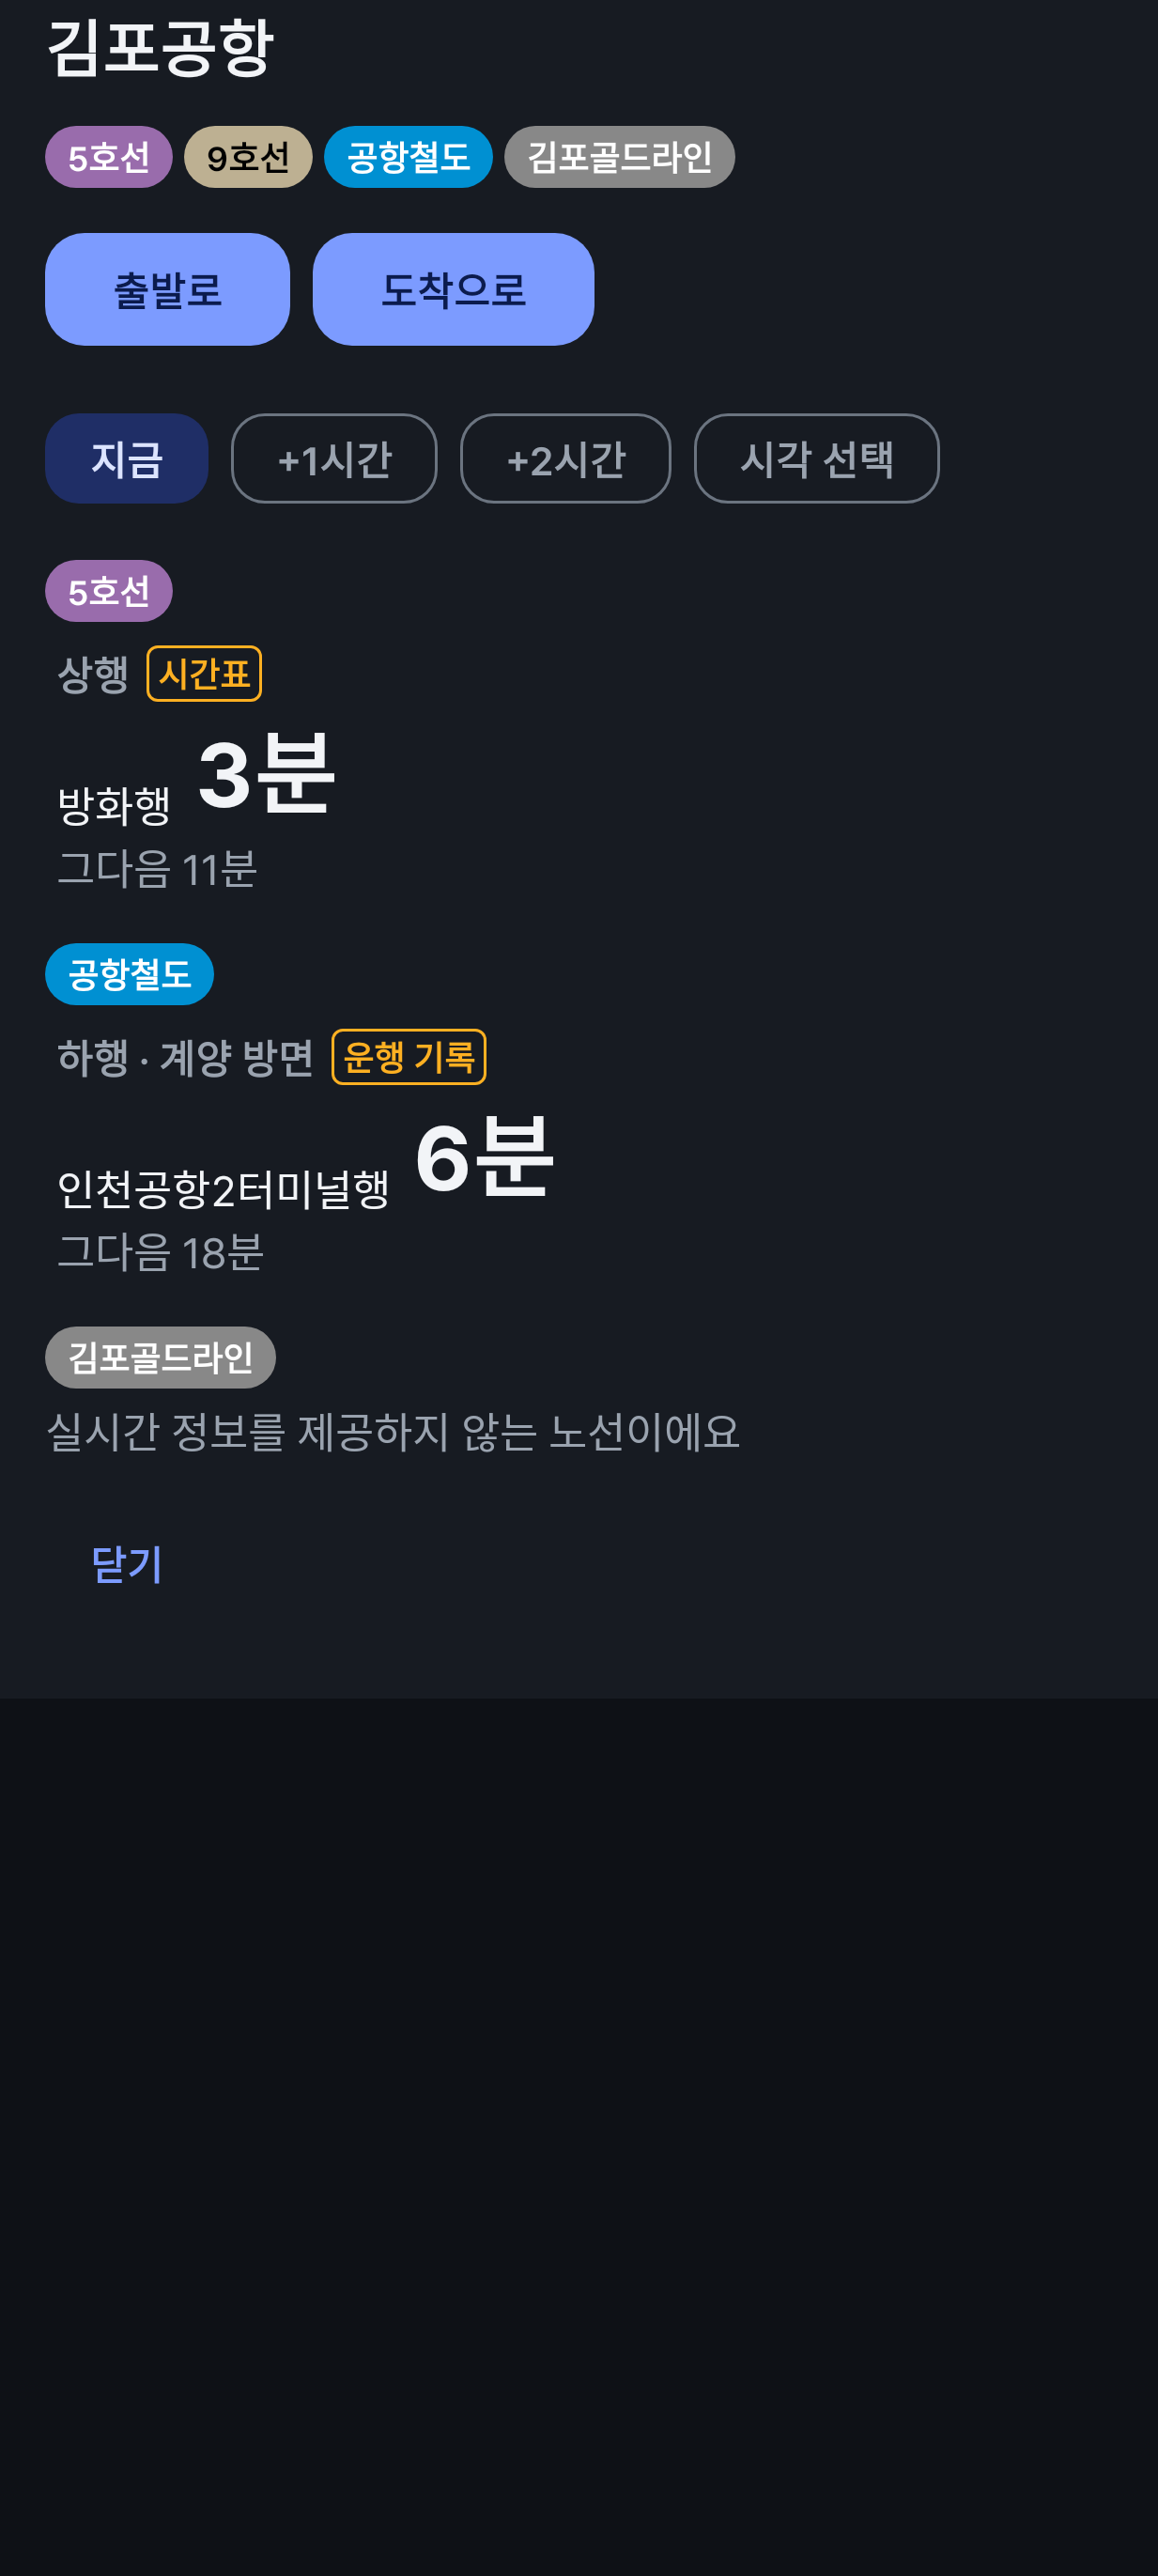 김포공항
5호선 9호선 공항철도 김포골드라인
출발로 도착으로
지금 +1시간 +2시간 시각 선택
5호선
상행 시간표
방화행 3분
그다음 11분
공항철도
하행 · 계양 방면 운행 기록
인천공항2터미널행 6분
그다음 18분
김포골드라인
실시간 정보를 제공하지 않는 노선이에요
닫기